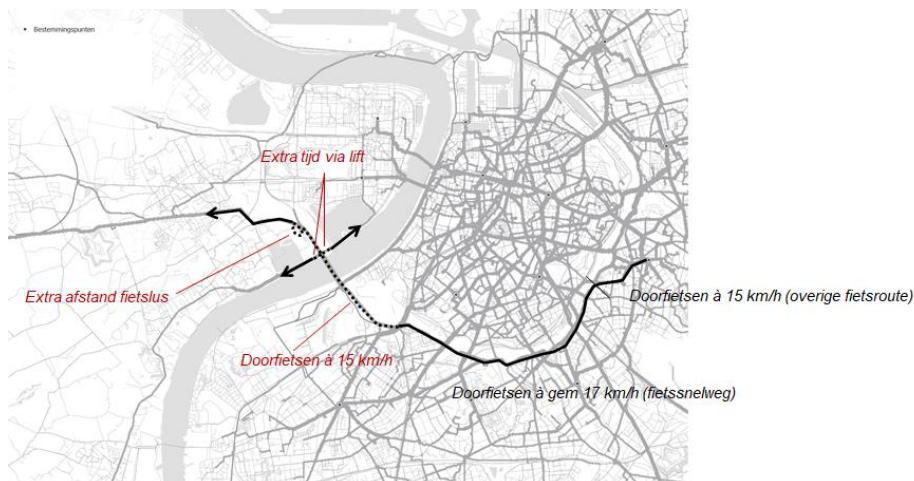 Bestemmingspunten
Extra tijd via lift
Extra afstand fietslus
Doorfietsen à 15 km/h (overige fietsroute)
Doorfietsen à 15 km/h
Doorfietsen à gem 17 km/h (fietssnelweg)